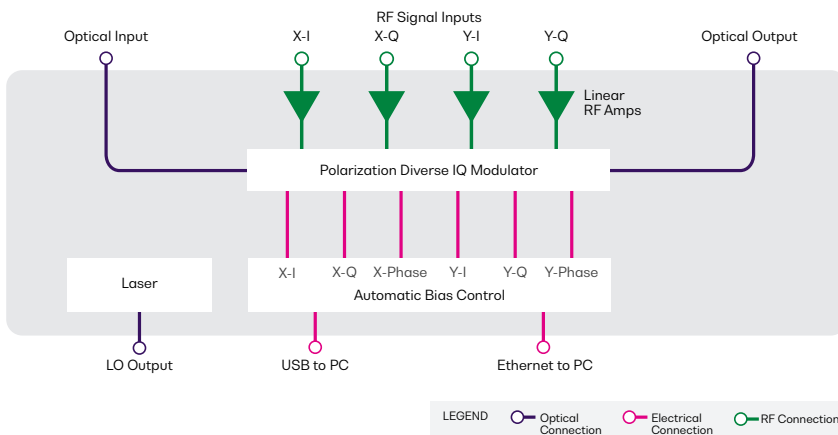 RF Signal Inputs
Optical Input
X-I
X-Q
Y-I
Y-Q
Optical Output
Linear
RF Amps
Polarization Diverse IQ Modulator
X-I
X-Q
X-Phase
Y-I
Y-Q
Y-Phase
Laser
Automatic Bias Control
LO Output
USB to PC
Ethernet to PC
LEGEND
Optical
Connection
Electrical
Connection
RF Connection